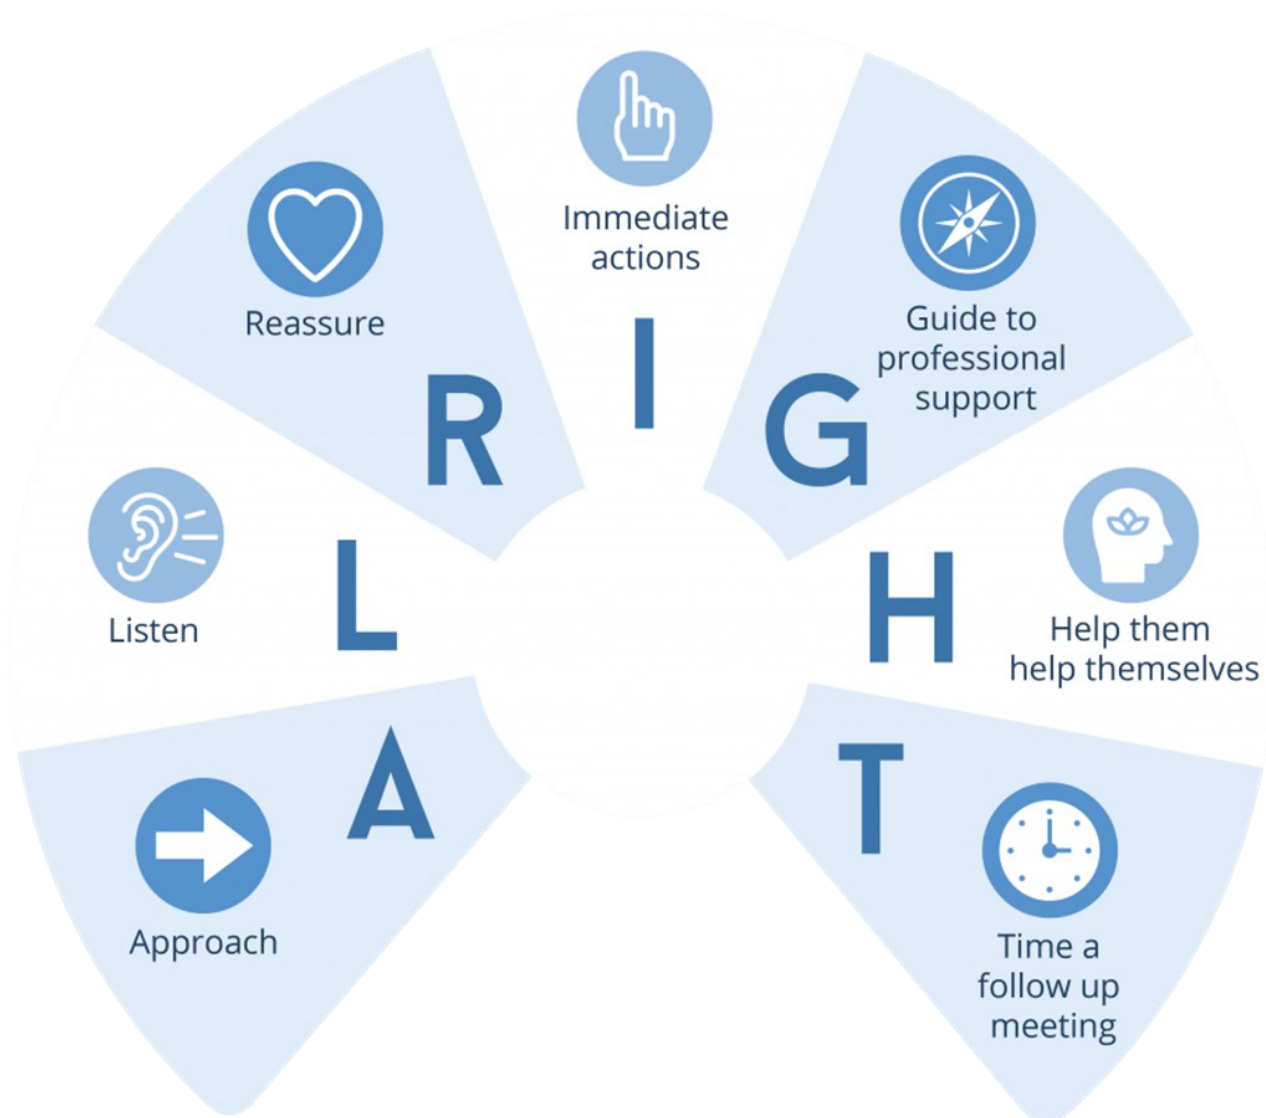 A
Approach
L
Listen
R
Reassure
I
Immediate
actions
G
Guide to
professional
support
H
Help them
help themselves
T
Time a
follow up
meeting